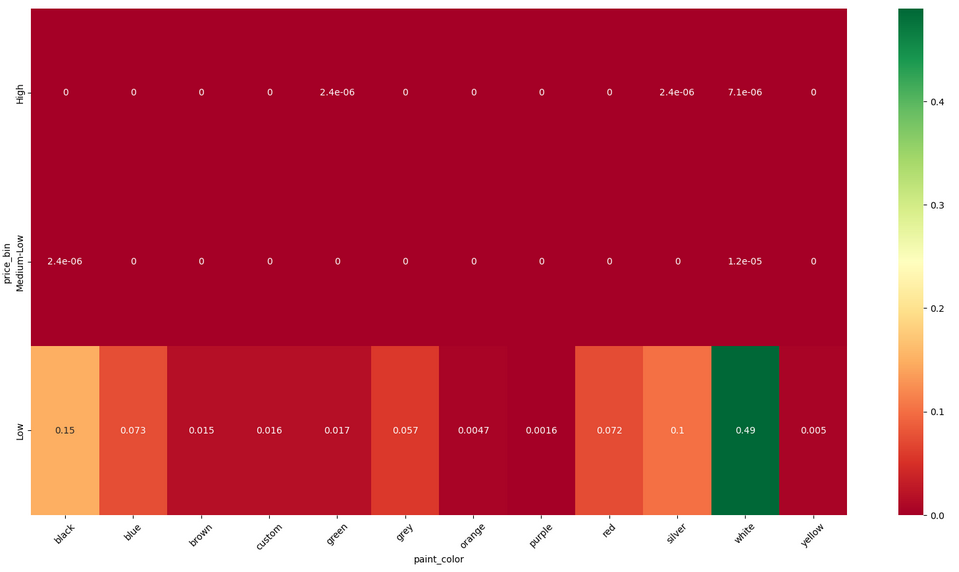 High
0 0 0 0 2.4e-06 0 0 0 0 2.4e-06 7.1e-06 0
price_bin
Medium-Low
2.4e-06 0 0 0 0 0 0 0 0 0 1.2e-05 0
Low
0.15 0.073 0.015 0.016 0.017 0.057 0.0047 0.0016 0.072 0.1 0.49 0.005
black blue brown custom green grey orange purple red silver white yellow
paint_color
0.4
0.3
0.2
0.1
0.0